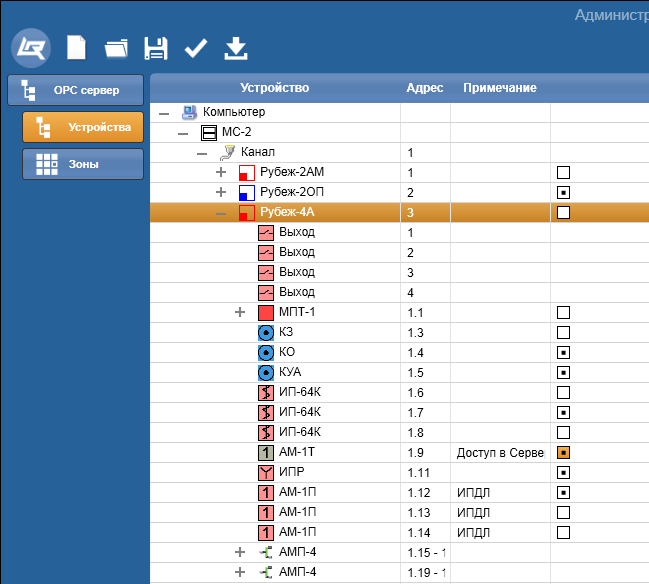 Администр
OPC сервер
Устройства
Зоны
Устройство Адрес Примечание
Компьютер
МС-2
Канал 1
Рубеж-2АМ 1
Рубеж-2ОП 2
Рубеж-4А 3
Выход 1
Выход 2
Выход 3
Выход 4
МПТ-1 1.1
КЗ 1.3
КО 1.4
КУА 1.5
ИП-64К 1.6
ИП-64К 1.7
ИП-64К 1.8
1 АМ-1Т 1.9 Доступ в Серве
ИПР 1.11
1 АМ-1П 1.12 ИПДЛ
1 АМ-1П 1.13 ИПДЛ
1 АМ-1П 1.14 ИПДЛ
АМП-4 1.15 - 1
АМП-4 1.19 - 1